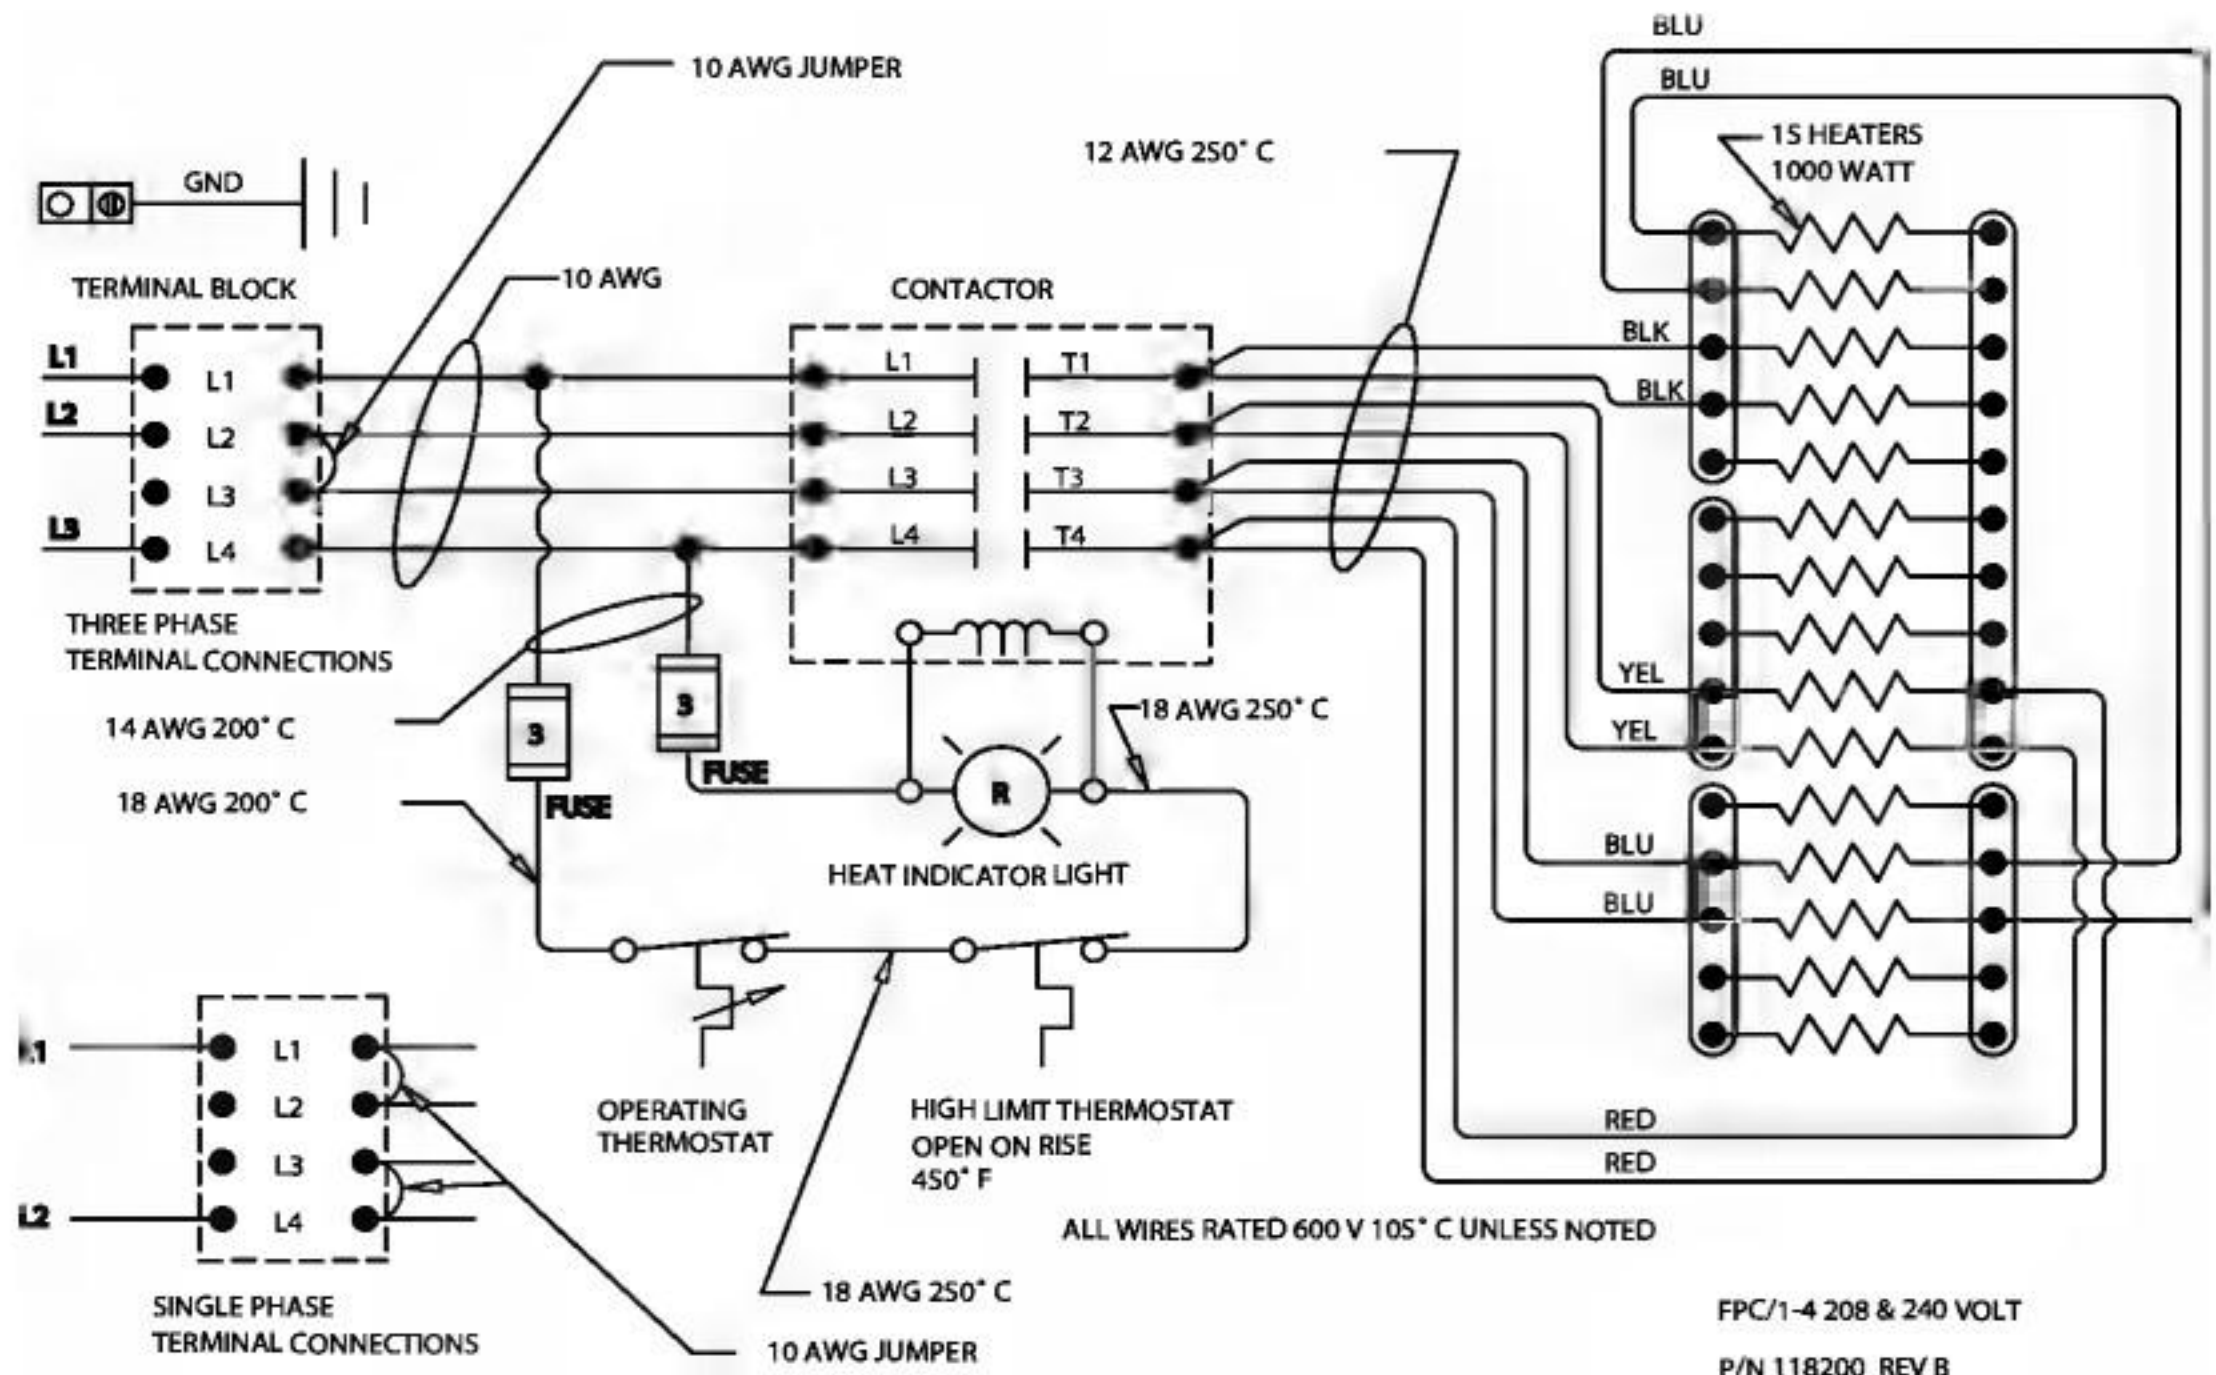 BLU
10 AWG JUMPER
BLU
12 AWG 250° C
15 HEATERS
1000 WATT
GND
TERMINAL BLOCK
10 AWG
CONTACTOR
L1
L1
L1
T1
BLK
BLK
L2
L2
L2
T2
L3
L3
T3
L3
L4
L4
T4
THREE PHASE
TERMINAL CONNECTIONS
YEL
YEL
14 AWG 200° C
3
3
18 AWG 250° C
FUSE
R
18 AWG 200° C
FUSE
HEAT INDICATOR LIGHT
BLU
BLU
L1
L2
L3
L2
L4
OPERATING
THERMOSTAT
HIGH LIMIT THERMOSTAT
OPEN ON RISE
450° F
RED
RED
ALL WIRES RATED 600 V 105° C UNLESS NOTED
SINGLE PHASE
TERMINAL CONNECTIONS
18 AWG 250° C
10 AWG JUMPER
FPC/1-4 208 & 240 VOLT
P/N 118200 REV B